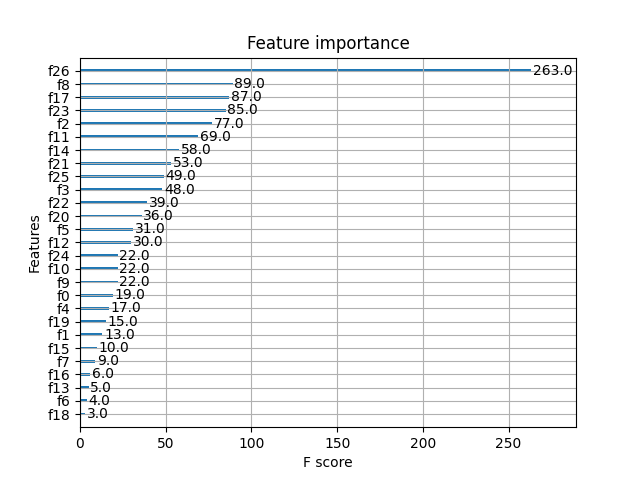 Feature importance
Features
f26 263.0
f8 89.0
f17 87.0
f23 85.0
f2 77.0
f11 69.0
f14 58.0
f21 53.0
f25 49.0
f3 48.0
f22 39.0
f20 36.0
f5 31.0
f12 30.0
f24 22.0
f10 22.0
f9 22.0
f0 19.0
f4 17.0
f19 15.0
f1 13.0
f15 10.0
f7 9.0
f16 6.0
f13 5.0
f6 4.0
f18 3.0
0 50 100 150 200 250
F score